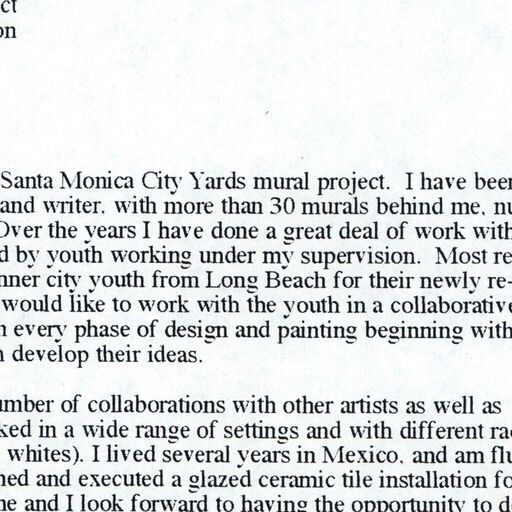 ct
on
Santa Monica City Yards mural project. I have been
and writer, with more than 30 murals behind me, nu
Over the years I have done a great deal of work with
d by youth working under my supervision. Most re
nner city youth from Long Beach for their newly re-
would like to work with the youth in a collaborative
n every phase of design and painting beginning with
n develop their ideas.
umber of collaborations with other artists as well as
ked in a wide range of settings and with different ra
whites). I lived several years in Mexico, and am flu
ned and executed a glazed ceramic tile installation fo
ne and I look forward to having the opportunity to d